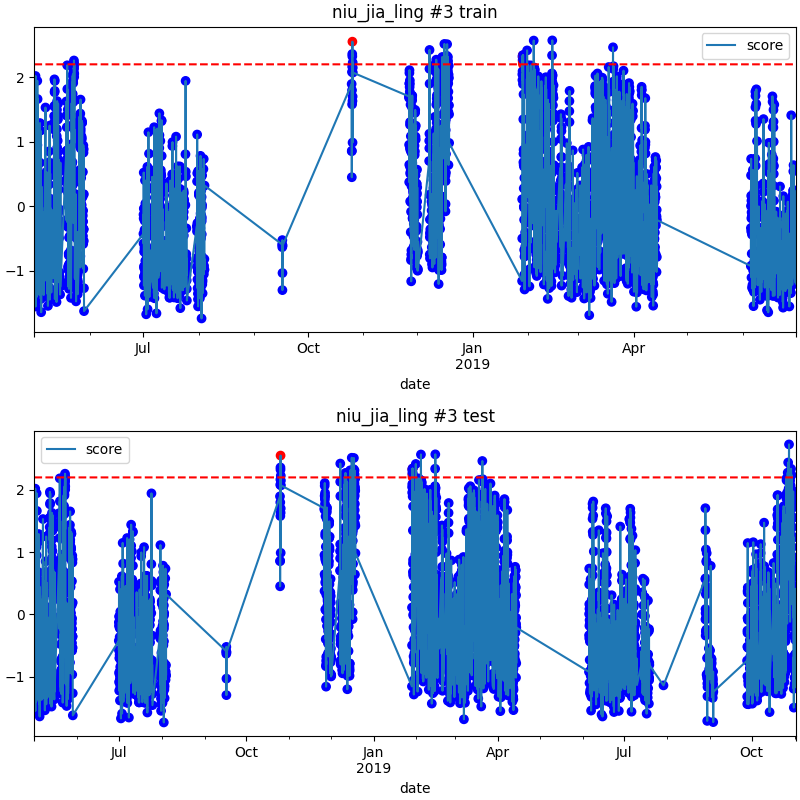 niu_jia_ling #3 train
score
2
1
0
−1
Jul
Oct
Jan
2019
Apr
date
niu_jia_ling #3 test
score
2
1
0
−1
Jul
Oct
Jan
2019
Apr
Jul
Oct
date